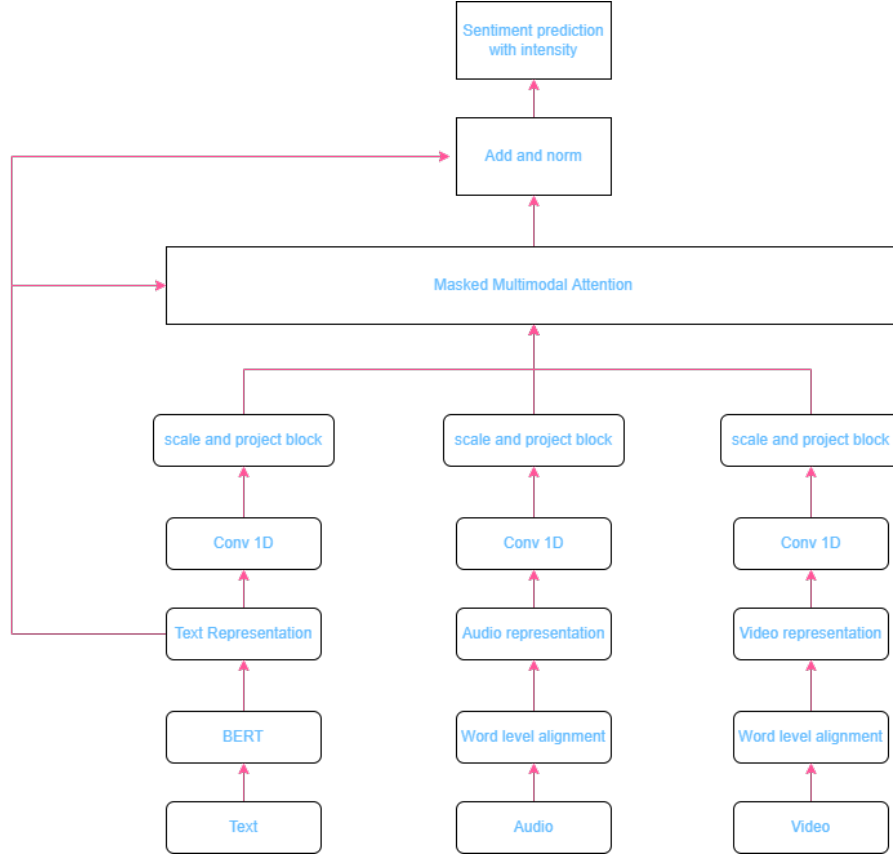 Sentiment prediction
with intensity
Add and norm
Masked Multimodal Attention
scale and project block
scale and project block
scale and project block
Conv 1D
Conv 1D
Conv 1D
Text Representation
Audio representation
Video representation
BERT
Word level alignment
Word level alignment
Text
Audio
Video